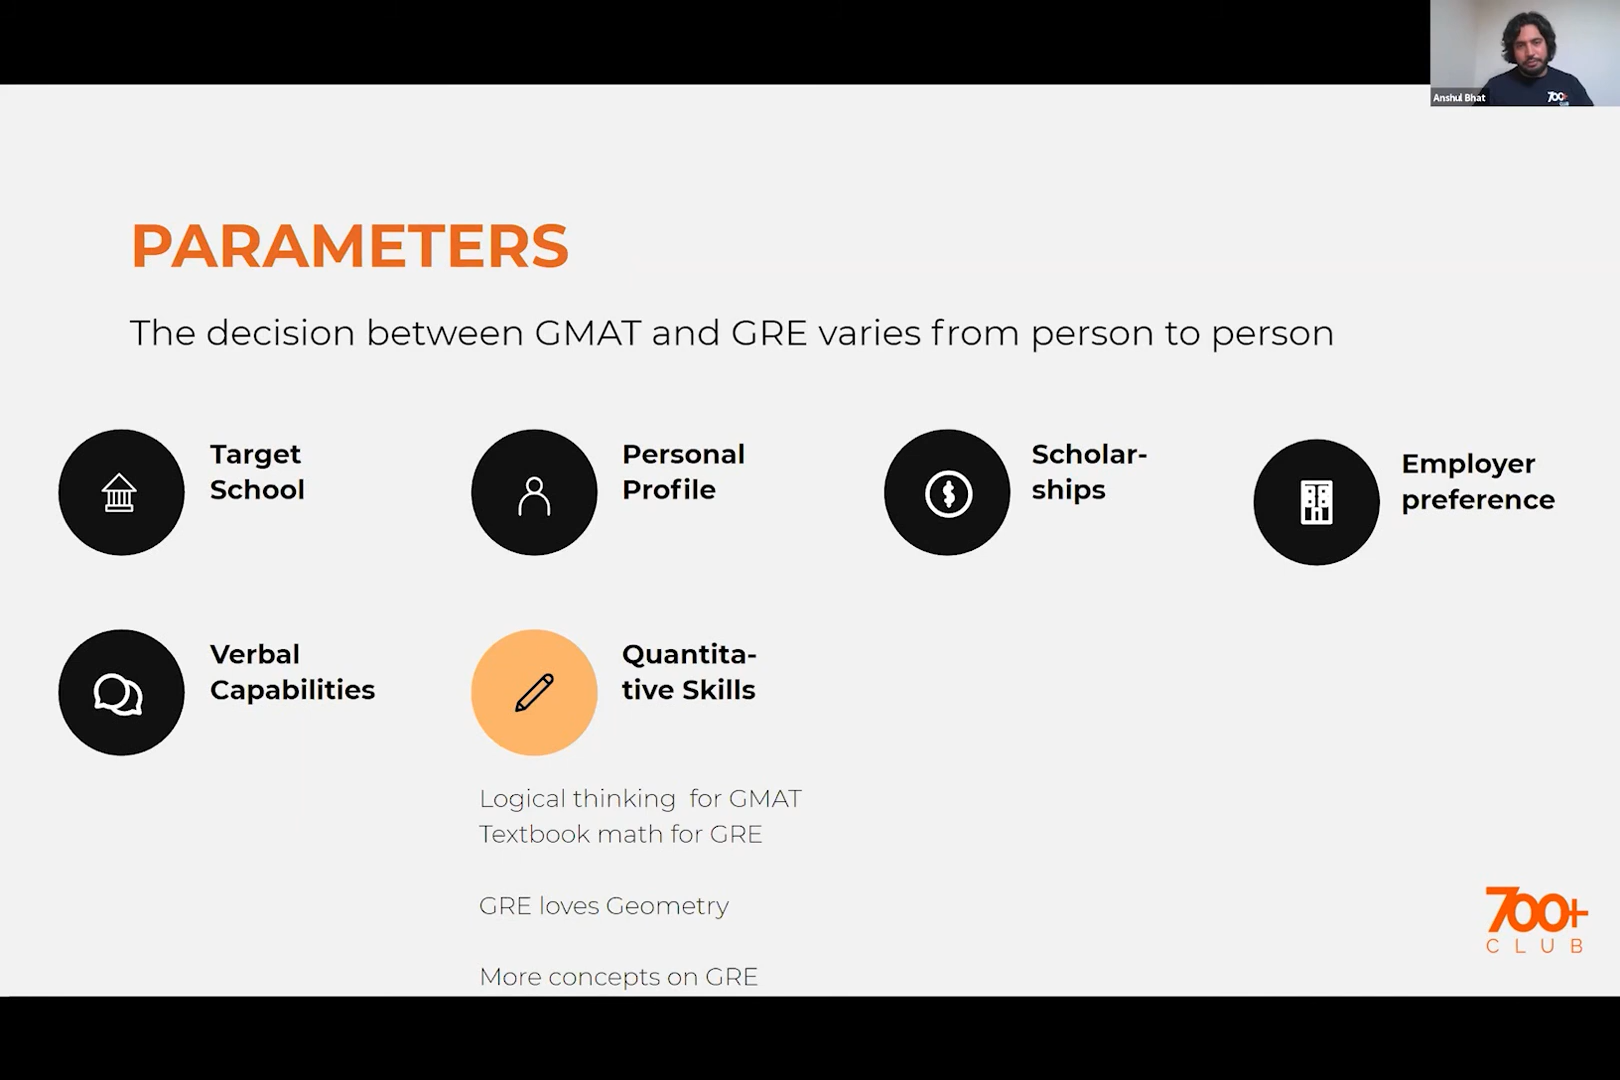 Anshul Bhat
700+
PARAMETERS
The decision between GMAT and GRE varies from person to person
Target
School
Personal
Profile
Scholar-
ships
Employer
preference
Verbal
Capabilities
Quantita-
tive Skills
Logical thinking  for GMAT
Textbook math for GRE
GRE loves Geometry
More concepts on GRE
700+
CLUB